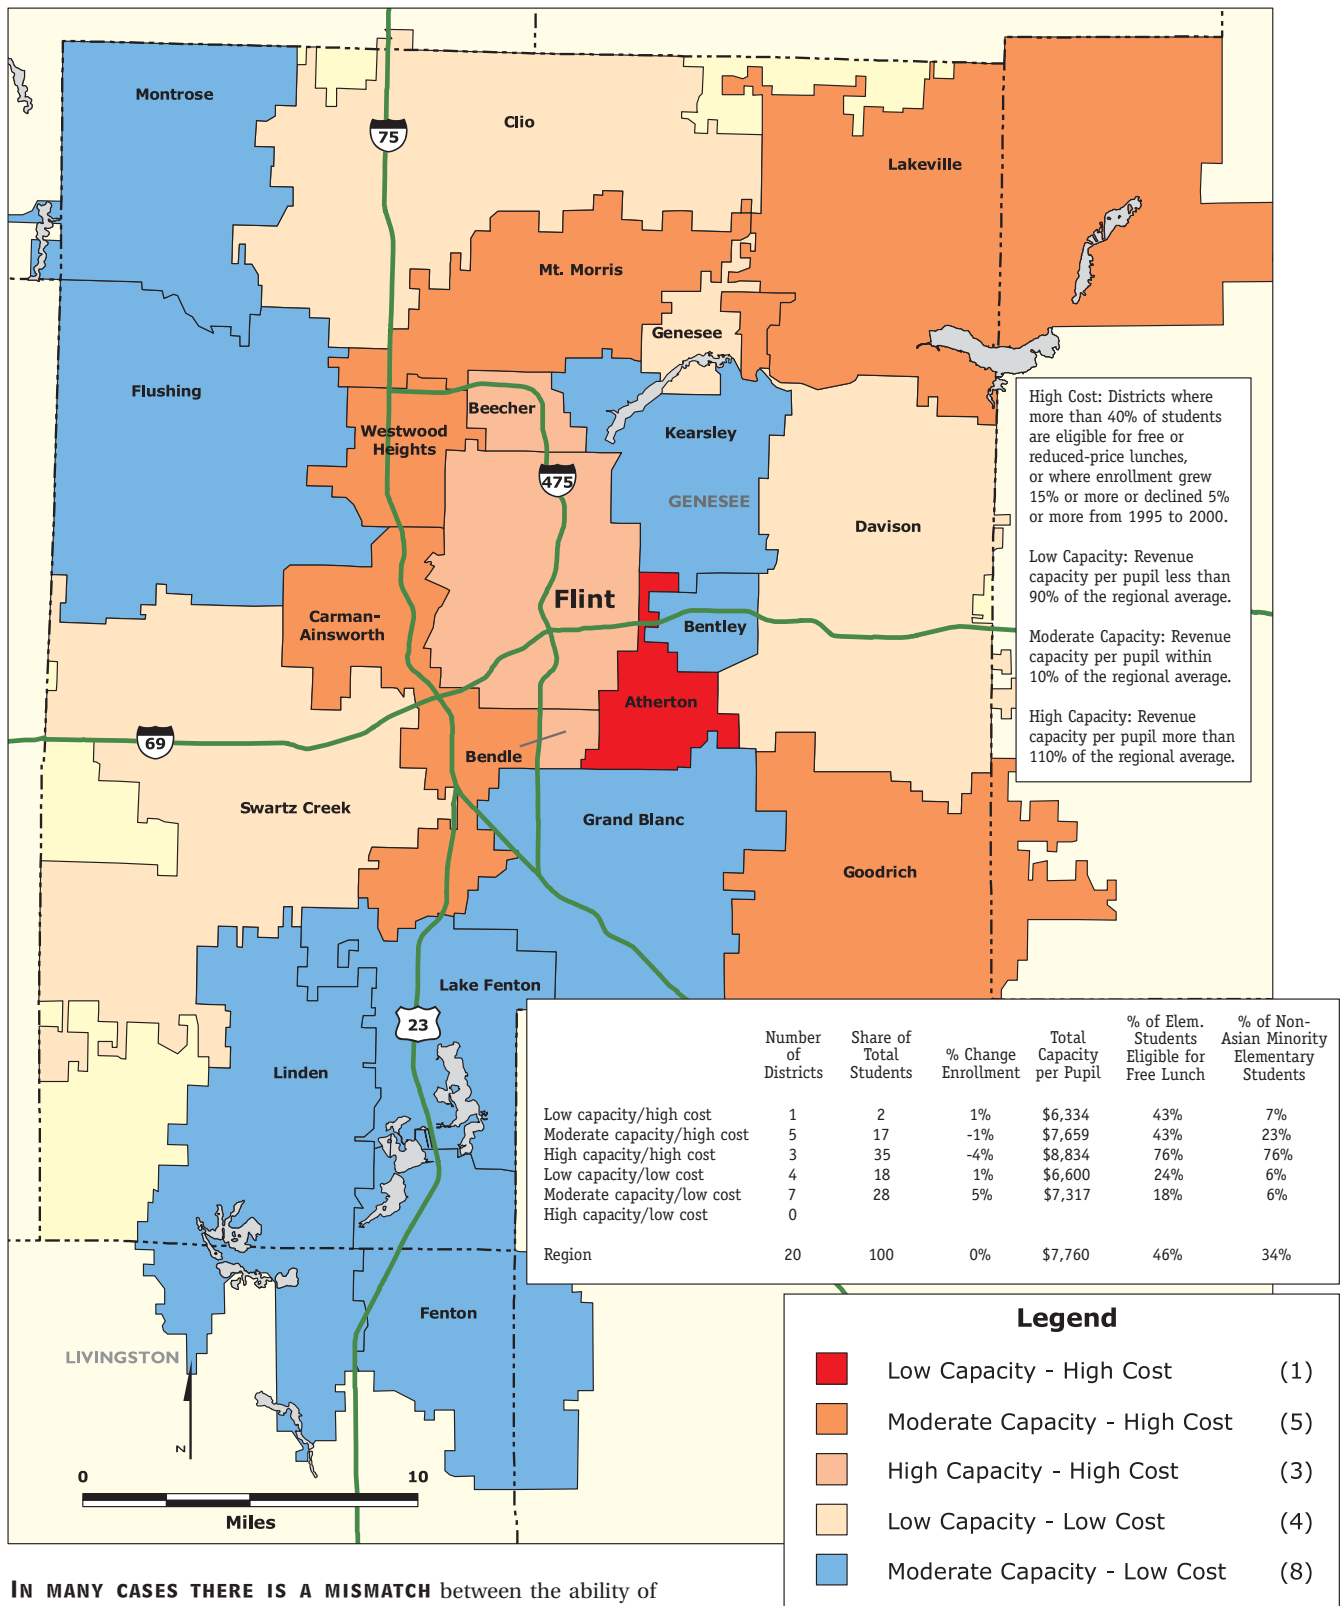 Montrose
Clio
75
Lakeville
Mt. Morris
Genesee
Flushing
Beecher
Westwood
Heights
Kearsley
475
GENESEE
Davison
Flint
Carman-
Ainsworth
Bentley
Atherton
69
Bendle
Swartz Creek
Grand Blanc
Goodrich
Lake Fenton
23
Linden
Fenton
LIVINGSTON
N
0 10
Miles
High Cost: Districts where
more than 40% of students
are eligible for free or
reduced-price lunches,
or where enrollment grew
15% or more or declined 5%
or more from 1995 to 2000.
Low Capacity: Revenue
capacity per pupil less than
90% of the regional average.
Moderate Capacity: Revenue
capacity per pupil within
10% of the regional average.
High Capacity: Revenue
capacity per pupil more than
110% of the regional average.
% of Elem. % of Non-
Number Share of Total Students Asian Minority
of Total % Change Capacity Eligible for Elementary
Districts Students Enrollment per Pupil Free Lunch Students
Low capacity/high cost 1 2 1% $6,334 43% 7%
Moderate capacity/high cost 5 17 -1% $7,659 43% 23%
High capacity/high cost 3 35 -4% $8,834 76% 76%
Low capacity/low cost 4 18 1% $6,600 24% 6%
Moderate capacity/low cost 7 28 5% $7,317 18% 6%
High capacity/low cost 0
Region 20 100 0% $7,760 46% 34%
Legend
Low Capacity - High Cost (1)
Moderate Capacity - High Cost (5)
High Capacity - High Cost (3)
Low Capacity - Low Cost (4)
Moderate Capacity - Low Cost (8)
IN MANY CASES THERE IS A MISMATCH between the ability of